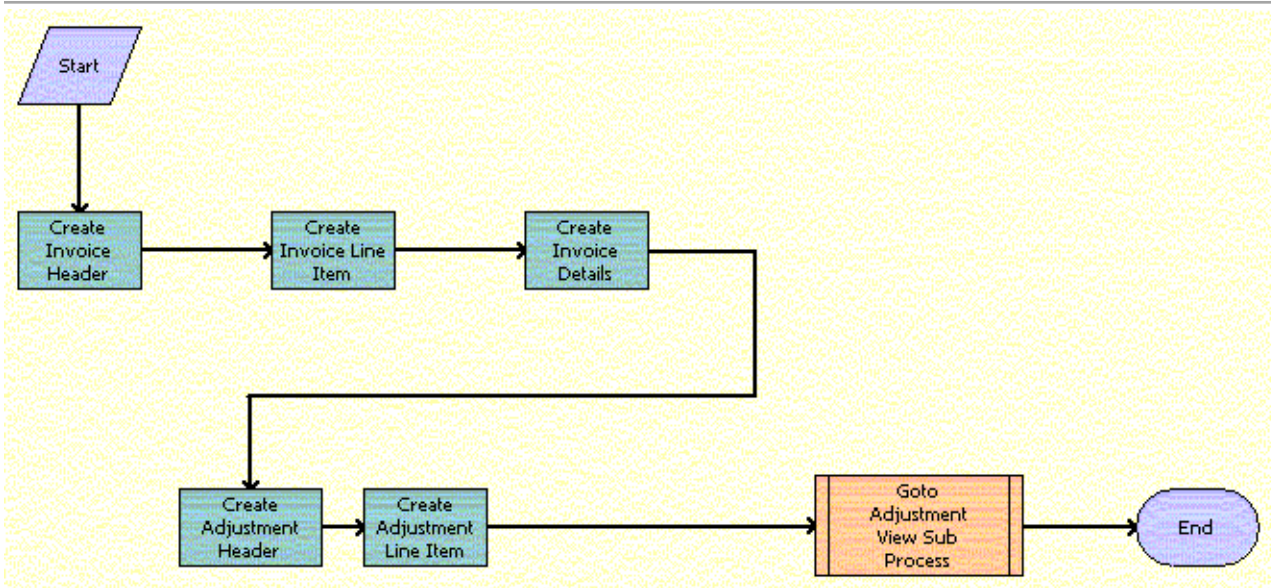 Start
Create
Invoice
Header
Create
Invoice Line
Item
Create
Invoice
Details
Create
Adjustment
Header
Create
Adjustment
Line Item
Goto
Adjustment
View Sub
Process
End